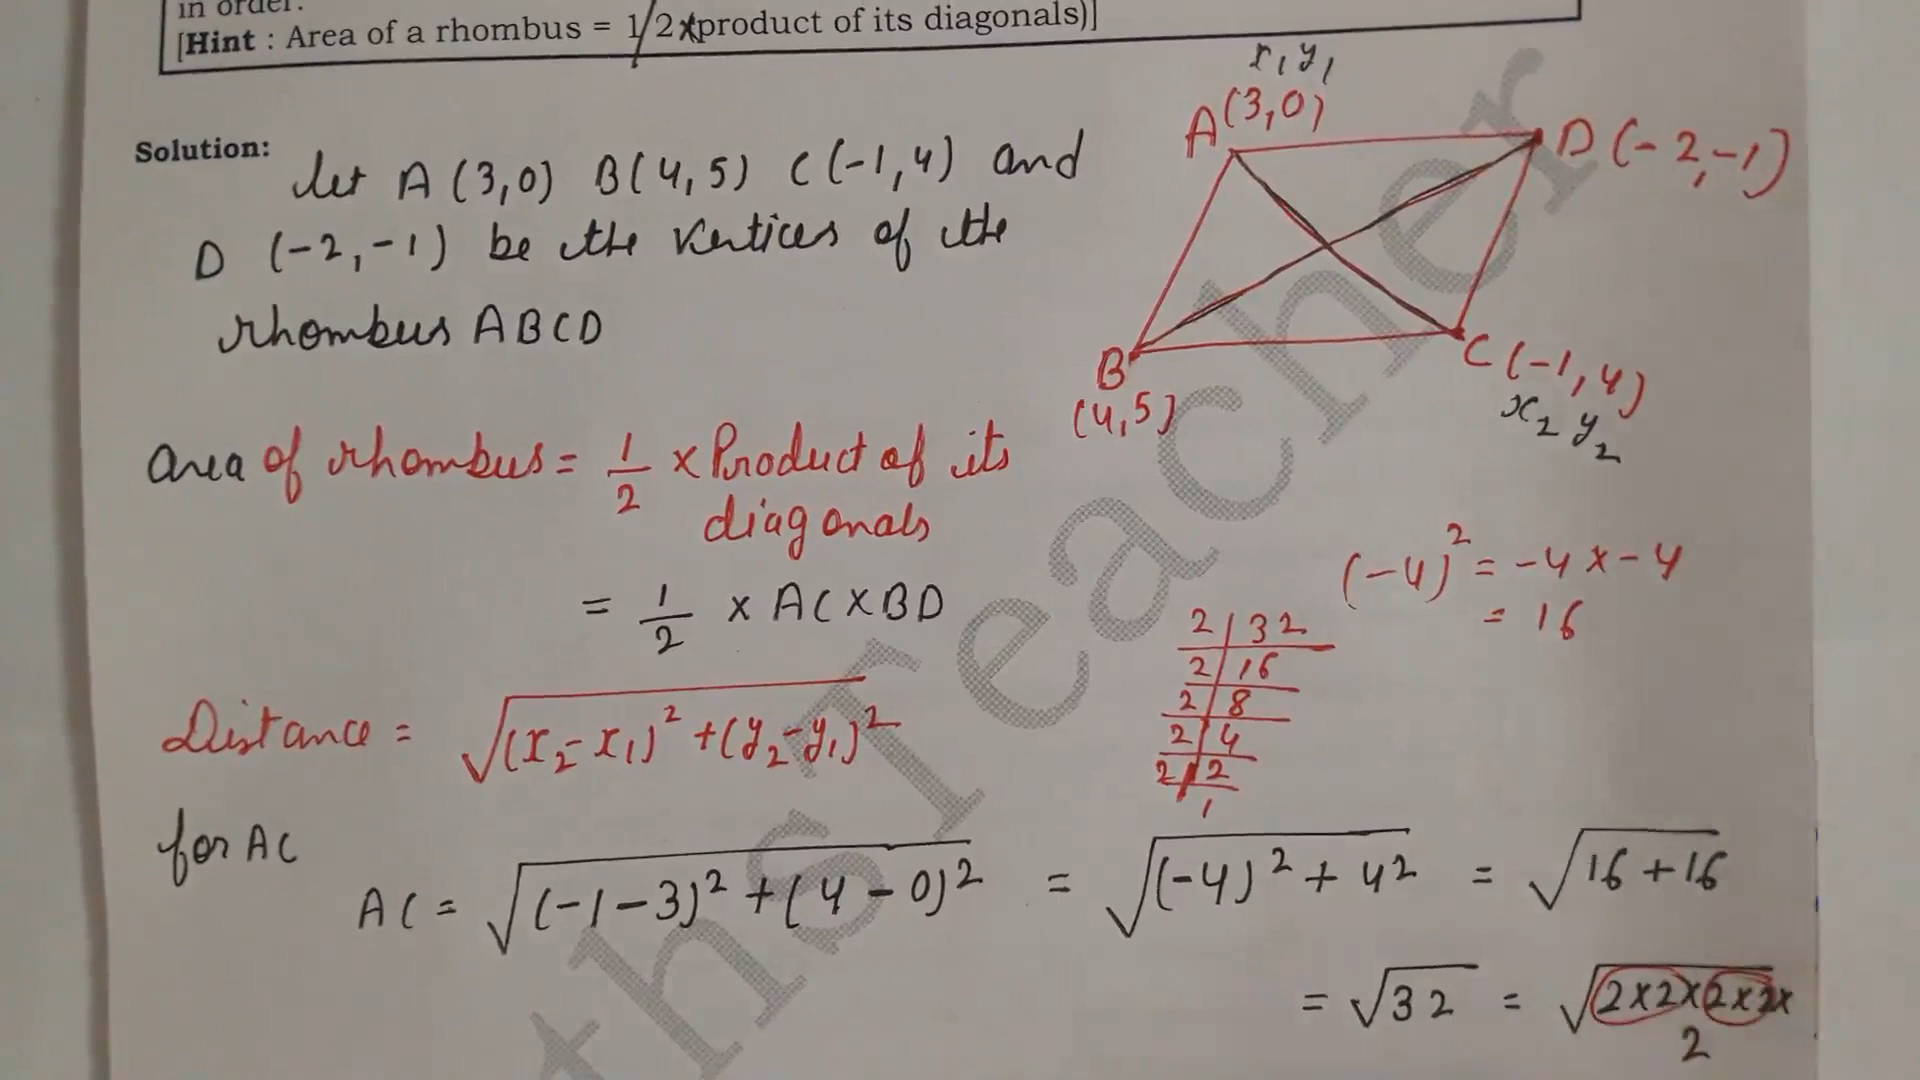 in order.
[Hint : Area of a rhombus = 1/2 x product of its diagonals)]
Solution:
let A (3,0) B(4,5) C(-1,4) and
D (-2,-1) be the vertices of the
rhombus ABCD
x1 y1
A(3,0)
D(-2,-1)
B
(4,5)
C(-1,4)
x2 y2
area of rhombus = 1/2 x Product of its
diagonals
= 1/2 x AC x BD
(-4)² = -4 x -4
= 16
2 32
2 16
2 8
2 4
2 2
1
Distance = √(x2-x1)² + (y2-y1)²
for AC
AC = √(-1-3)² + (4-0)² = √(-4)² + 4² = √16+16
= √32 = √2x2x2x2x
2
thsTeacher